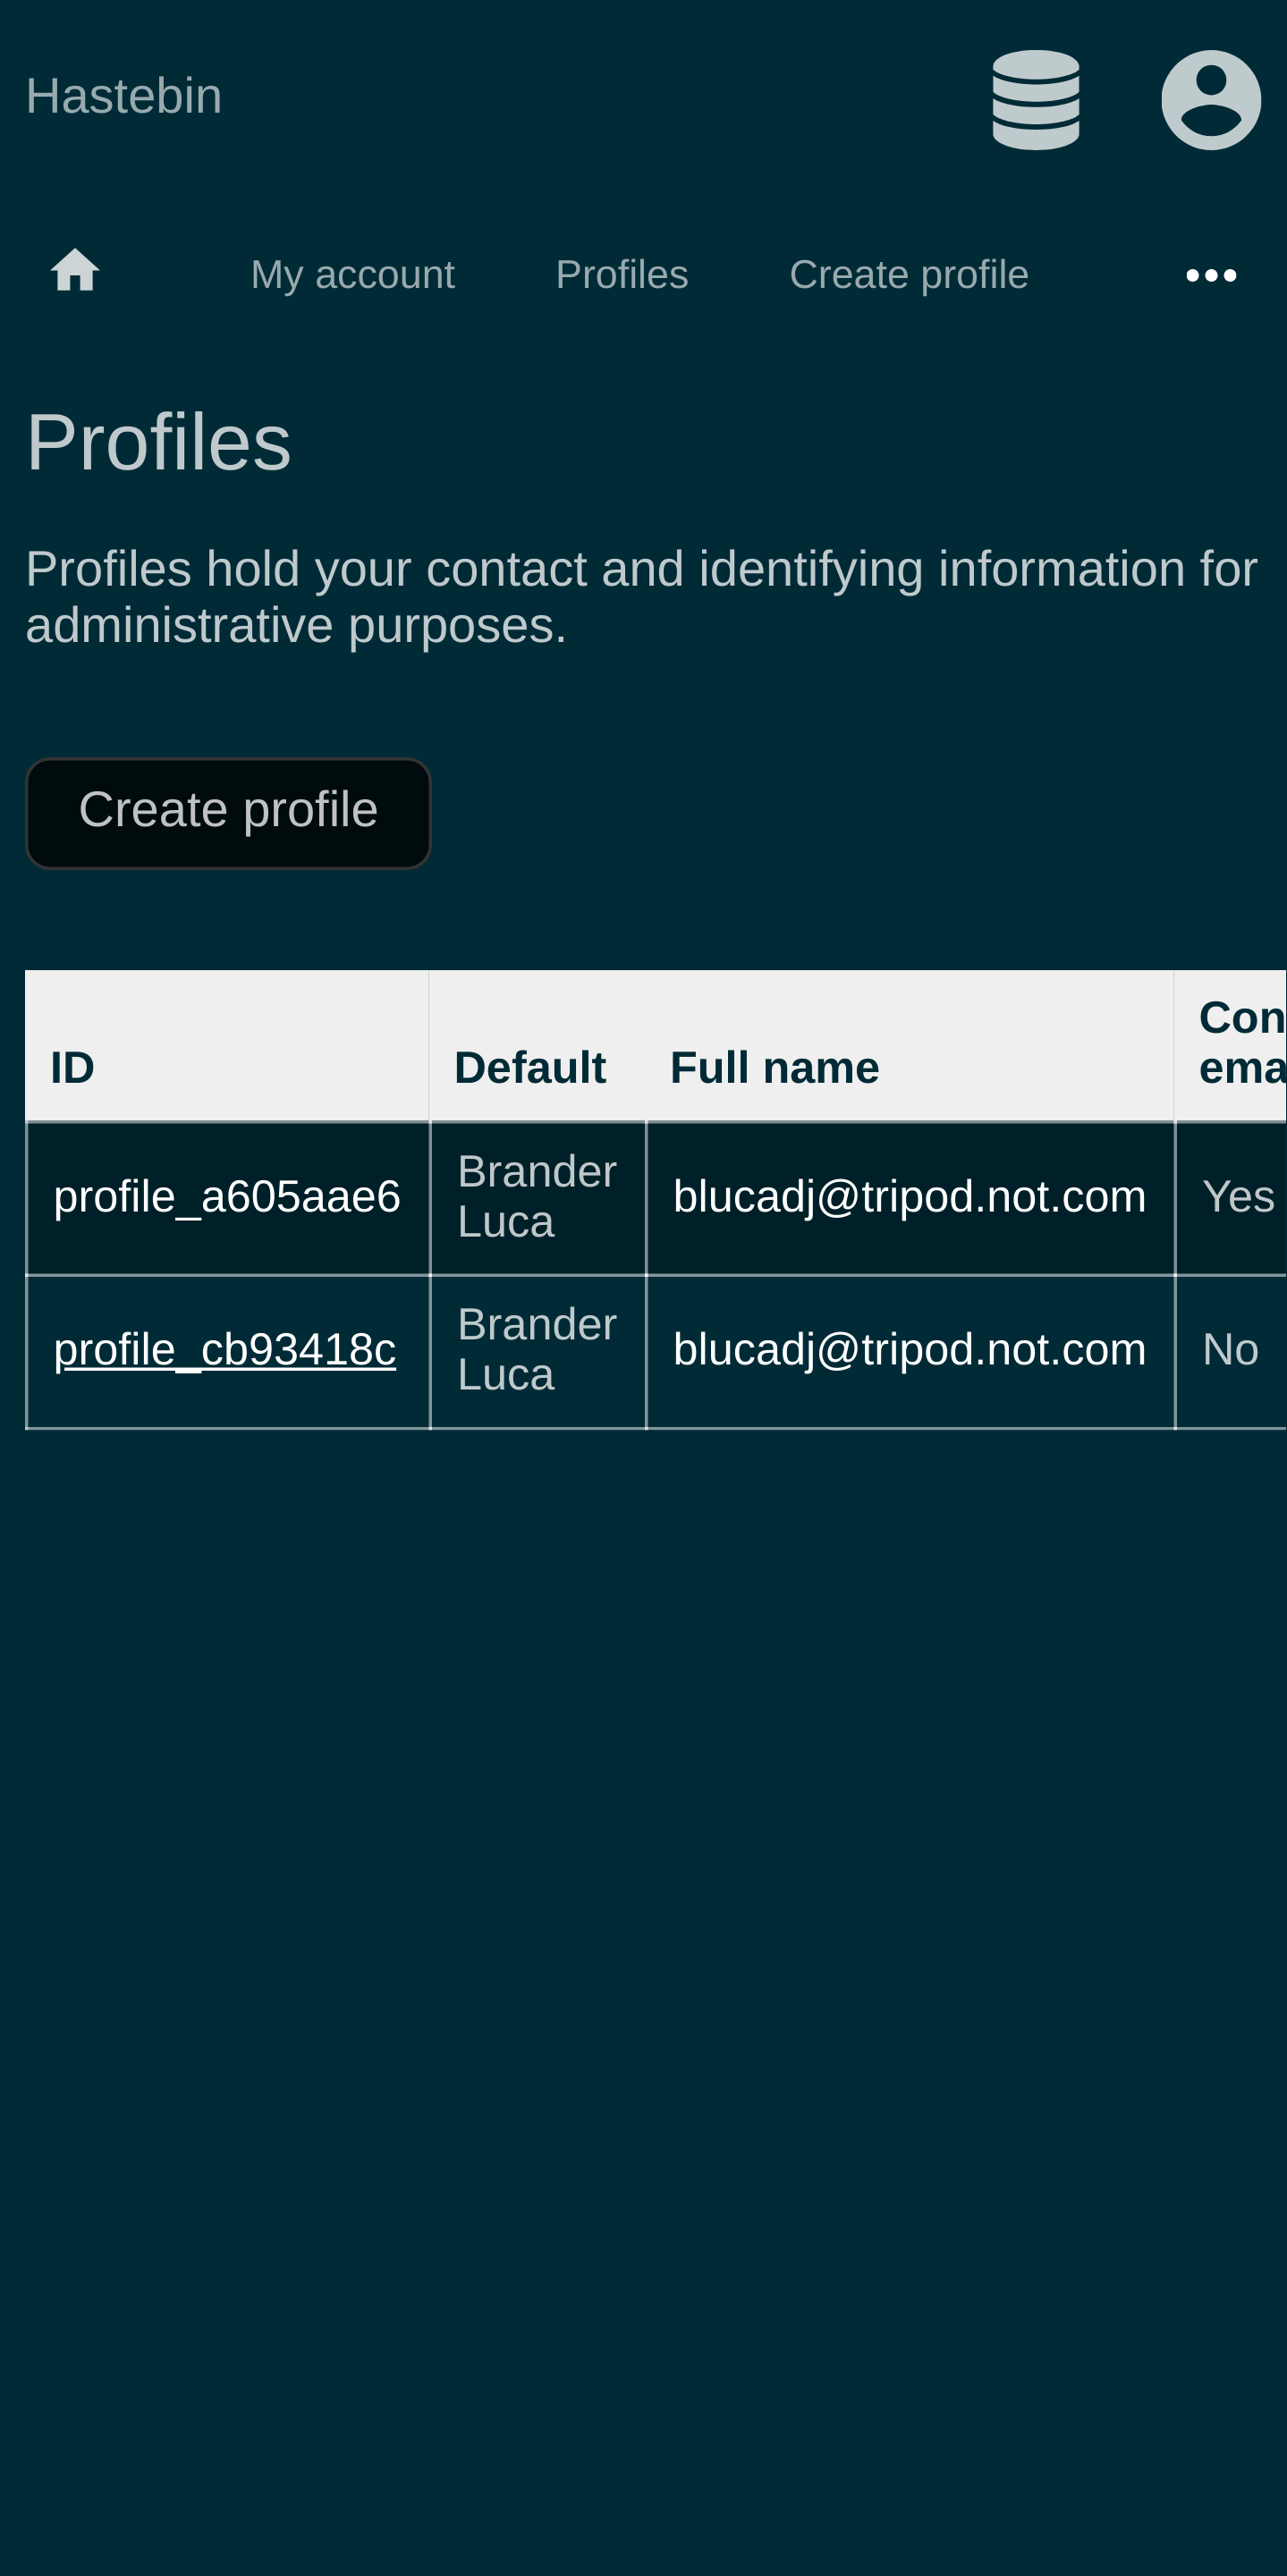 Hastebin
My account Profiles Create profile
Profiles
Profiles hold your contact and identifying information for
administrative purposes.
Create profile
ID Default Full name Con
ema
profile_a605aae6 Brander Luca blucadj@tripod.not.com Yes
profile_cb93418c Brander Luca blucadj@tripod.not.com No